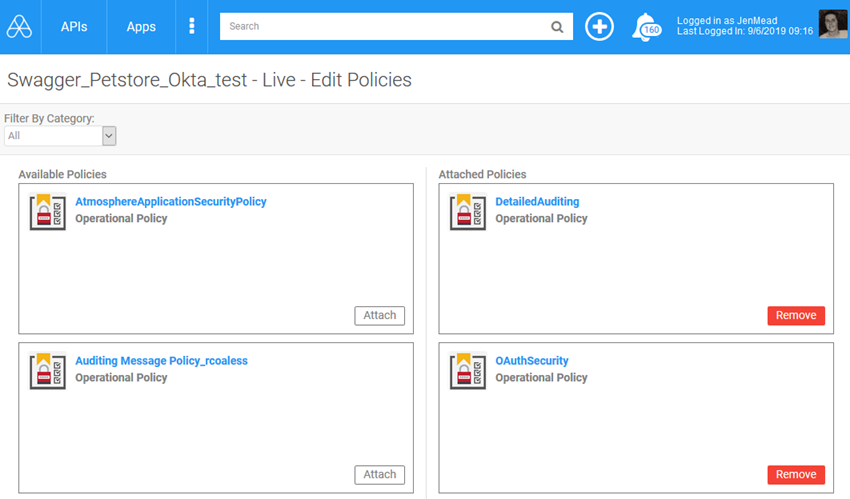 APIs
Apps
Search
160
Logged in as JenMead
Last Logged In: 9/6/2019 09:16
Swagger_Petstore_Okta_test - Live - Edit Policies
Filter By Category:
All
Available Policies
AtmosphereApplicationSecurityPolicy
Operational Policy
Attach
Auditing Message Policy_rcoaless
Operational Policy
Attach
Attached Policies
DetailedAuditing
Operational Policy
Remove
OAuthSecurity
Operational Policy
Remove